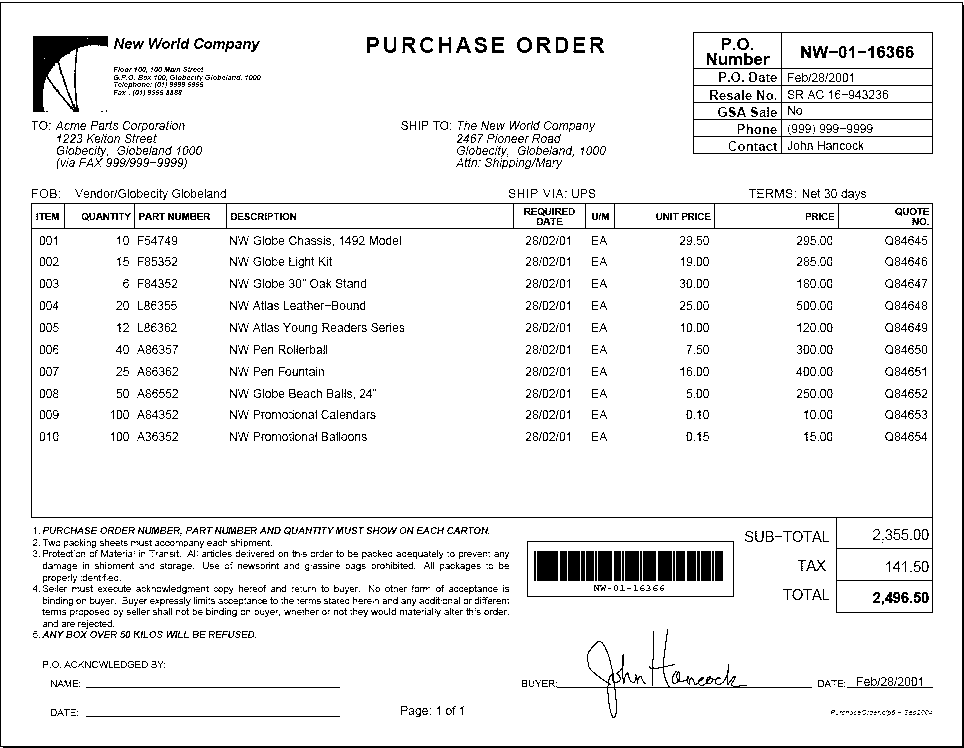 New World Company
PURCHASE ORDER
P.O. Number NW-01-16366
Floor 100, 100 Main Street
G.P.O. Box 100, Globecity Globeland, 1000
Telephone: (01) 9999 9999
Fax : (01) 9999 8888
P.O. Date Feb/28/2001
Resale No. SR AC 16-943236
GSA Sale No
Phone (999) 999-9999
Contact John Hancock
TO: Acme Parts Corporation
1223 Kelton Street
Globecity, Globeland 1000
(via FAX 999/999-9999)
SHIP TO: The New World Company
2467 Pioneer Road
Globecity, Globeland, 1000
Attn: Shipping/Mary
FOB: Vendor/Globecity Globeland SHIP VIA: UPS TERMS: Net 30 days
ITEM QUANTITY PART NUMBER DESCRIPTION REQUIRED DATE U/M UNIT PRICE PRICE QUOTE NO.
001 10 F54749 NW Globe Chassis, 1492 Model 28/02/01 EA 29.50 295.00 Q84645
002 15 F85352 NW Globe Light Kit 28/02/01 EA 19.00 285.00 Q84646
003 6 F84352 NW Globe 30" Oak Stand 28/02/01 EA 30.00 180.00 Q84647
004 20 L86355 NW Atlas Leather-Bound 28/02/01 EA 25.00 500.00 Q84648
005 12 L86362 NW Atlas Young Readers Series 28/02/01 EA 10.00 120.00 Q84649
006 40 A86357 NW Pen Rollerball 28/02/01 EA 7.50 300.00 Q84650
007 25 A86362 NW Pen Fountain 28/02/01 EA 16.00 400.00 Q84651
008 50 A86552 NW Globe Beach Balls, 24" 28/02/01 EA 5.00 250.00 Q84652
009 100 A84352 NW Promotional Calendars 28/02/01 EA 0.10 10.00 Q84653
010 100 A36352 NW Promotional Balloons 28/02/01 EA 0.15 15.00 Q84654
1. PURCHASE ORDER NUMBER, PART NUMBER AND QUANTITY MUST SHOW ON EACH CARTON.
2. Two packing sheets must accompany each shipment.
3. Protection of Material in Transit. All articles delivered on this order to be packed adequately to prevent any
damage in shipment and storage. Use of newsprint and grassine bags prohibited. All packages to be
properly identified.
4. Seller must execute acknowledgment copy hereof and return to buyer. No other form of acceptance is
binding on buyer. Buyer expressly limits acceptance to the terms stated herein and any additional or different
terms proposed by seller shall not be binding on buyer, whether or not they would materially alter this order,
and are rejected.
5. ANY BOX OVER 50 KILOS WILL BE REFUSED.
NW-01-16366
SUB-TOTAL 2,355.00
TAX 141.50
TOTAL 2,496.50
P.O. ACKNOWLEDGED BY:
NAME:
DATE:
BUYER: John Hancock DATE: Feb/28/2001
Page: 1 of 1